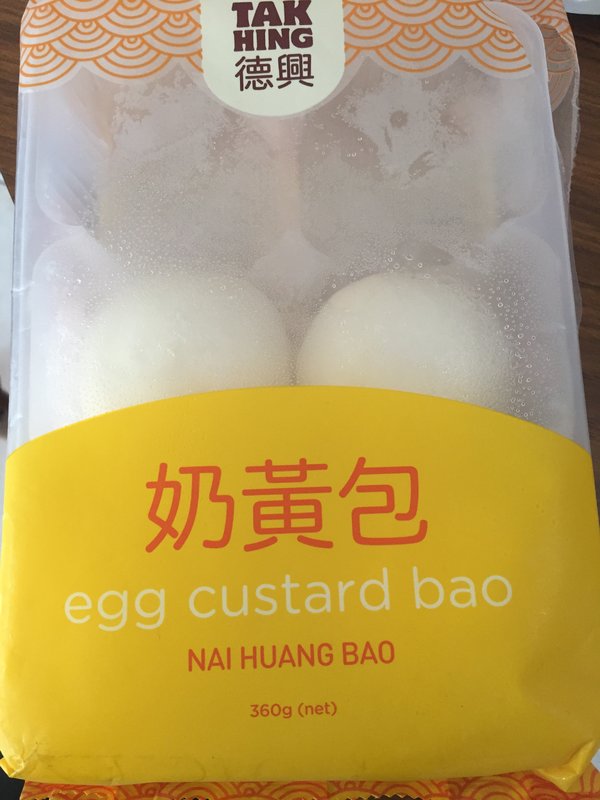 TAK
HING
德興
奶黃包
egg custard bao
NAI HUANG BAO
360g (net)